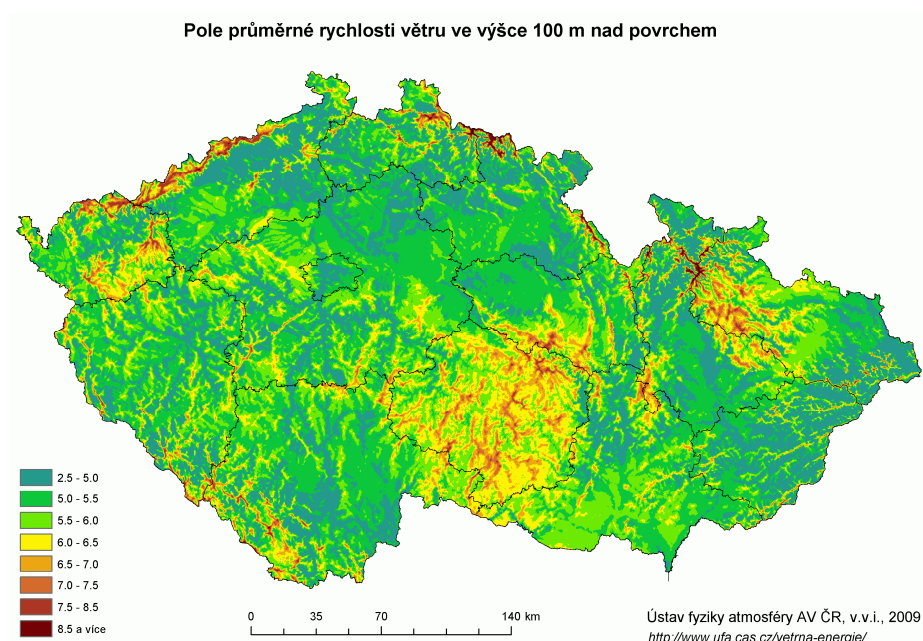 Pole průměrné rychlosti větru ve výšce 100 m nad povrchem
2.5 - 5.0
5.0 - 5.5
5.5 - 6.0
6.0 - 6.5
6.5 - 7.0
7.0 - 7.5
7.5 - 8.5
8.5 a více
0 35 70 140 km
Ústav fyziky atmosféry AV ČR, v.v.i., 2009
http://www.ufa.cas.cz/vetrna-energie/